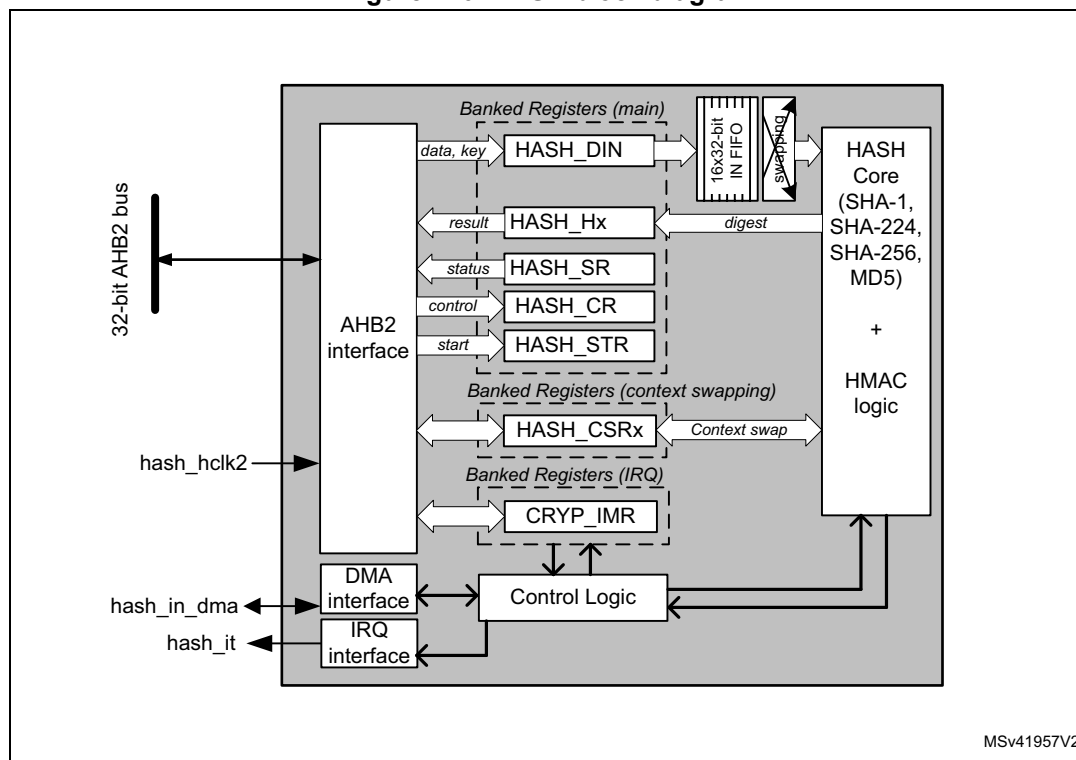 Banked Registers (main)
data, key
HASH_DIN
16x32-bit
IN FIFO
swapping
HASH
Core
(SHA-1,
SHA-224,
SHA-256,
MD5)
+
HMAC
logic
result
HASH_Hx
digest
status
HASH_SR
control
HASH_CR
start
HASH_STR
32-bit AHB2 bus
AHB2
interface
Banked Registers (context swapping)
HASH_CSRx
Context swap
hash_hclk2
Banked Registers (IRQ)
CRYP_IMR
DMA
interface
Control Logic
hash_in_dma
hash_it
IRQ
interface
MSv41957V2